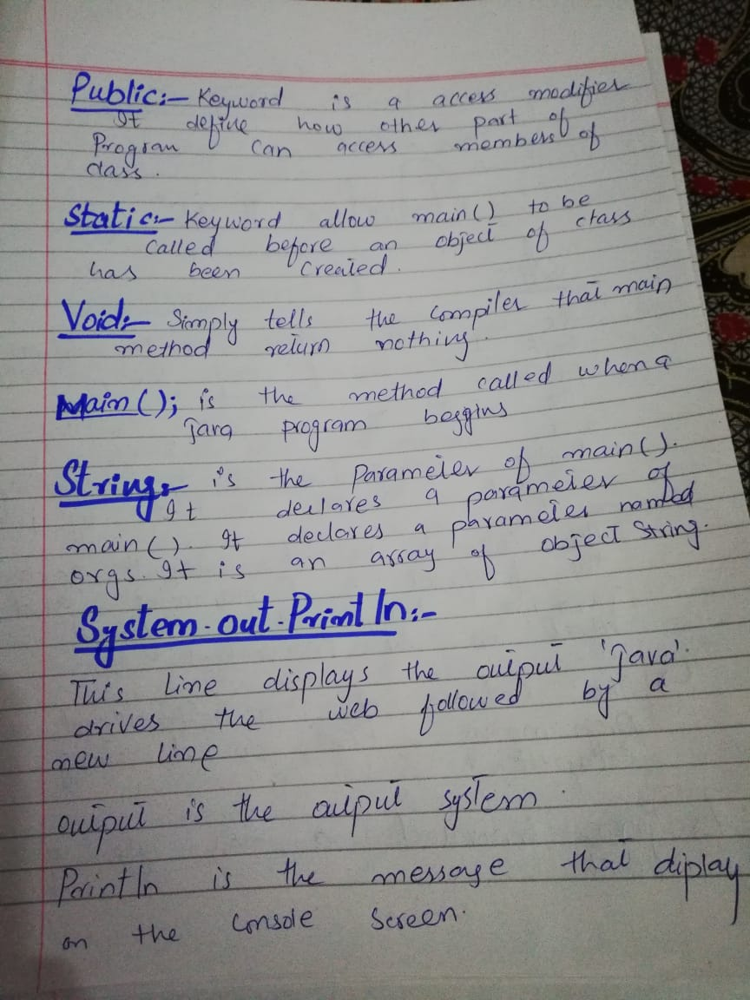 Public:- Keyword is a access modifier
It define how other part of
Program can access members of
class.
Static:- Keyword allow main() to be
Called before an object of class
has been Created.
Void:- Simply tells the Compiler that main
method return nothing.
Main(); is the method called when a
Java program beggins
String:- is the Parameter of main().
It declares a parameter of
main(). It declares a parameter named
orgs. It is an array of object String.
System.out.Println:-
This Line displays the output 'Java'.
drives the web followed by a
new line
output is the output system.
Println is the message that diplay
on the Console Screen.